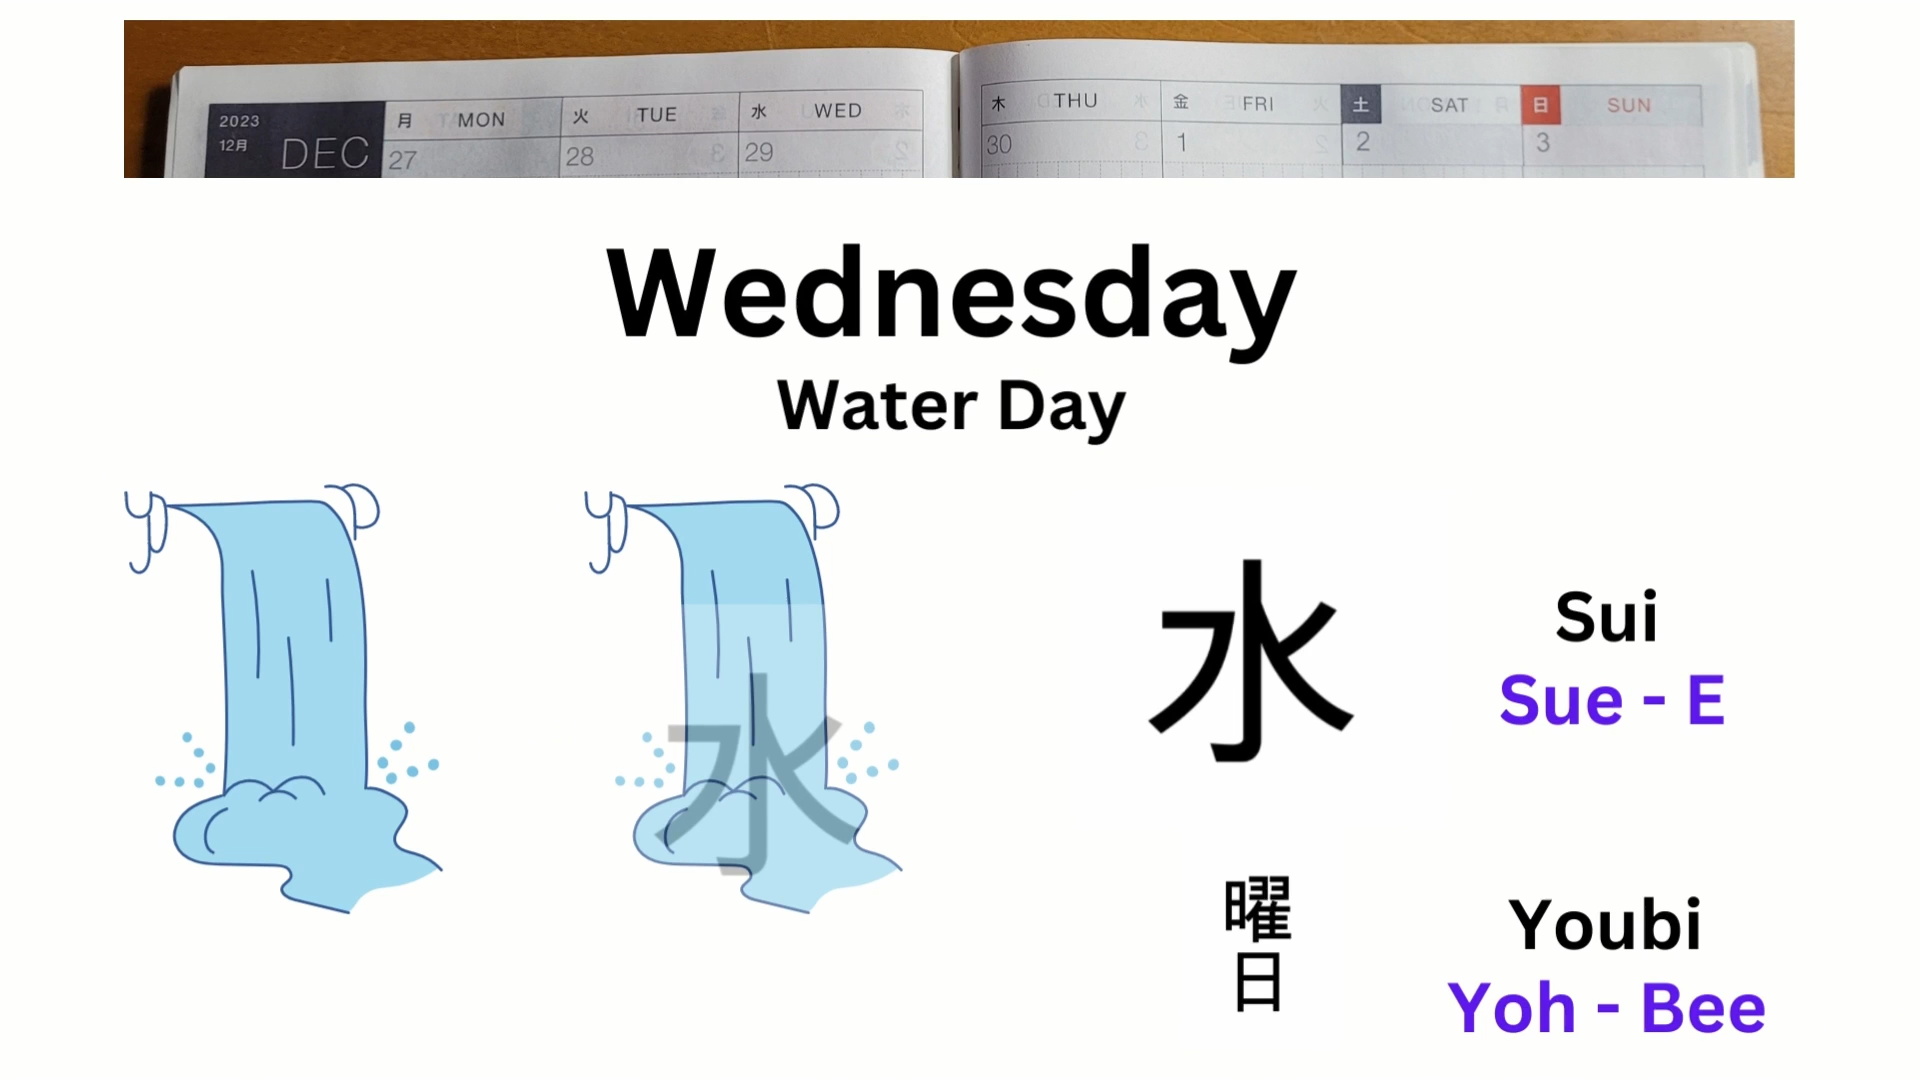 2023
12月
DEC
月 MON
火 TUE
水 WED
木 THU
金 FRI
土 SAT
日 SUN
27
28
29
30
1
2
3
Wednesday
Water Day
水
水
Sui
Sue - E
曜
日
Youbi
Yoh - Bee